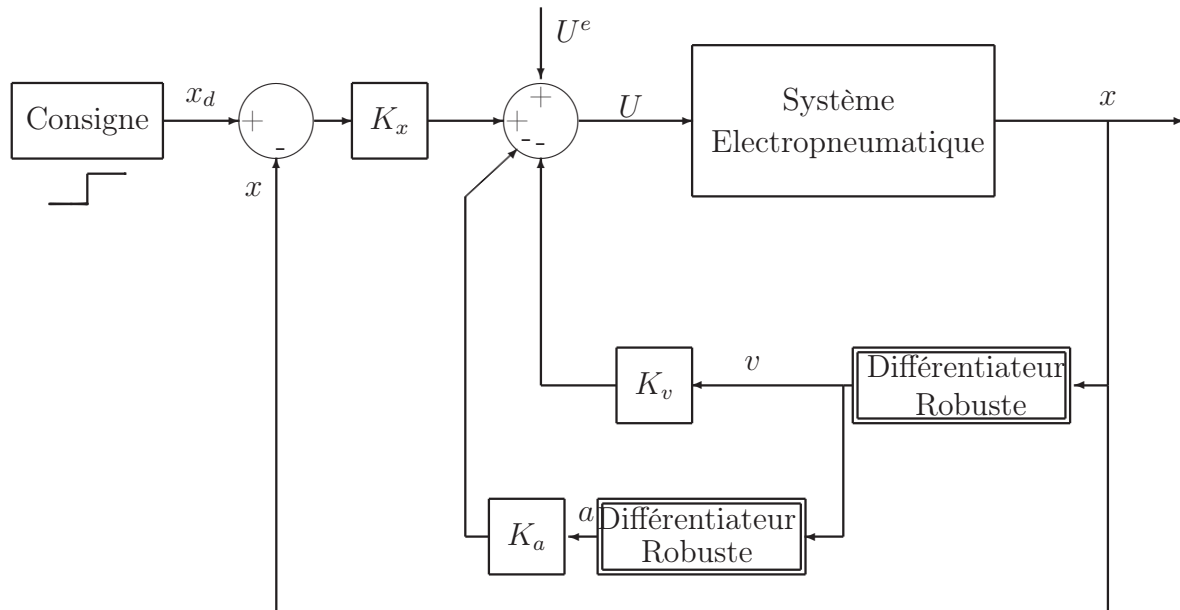 U^e
x_d
x
Consigne
+
-
K_x
+
+
--
U
Système
Electropneumatique
x
K_v
v
Différentiateur
Robuste
K_a
a
Différentiateur
Robuste